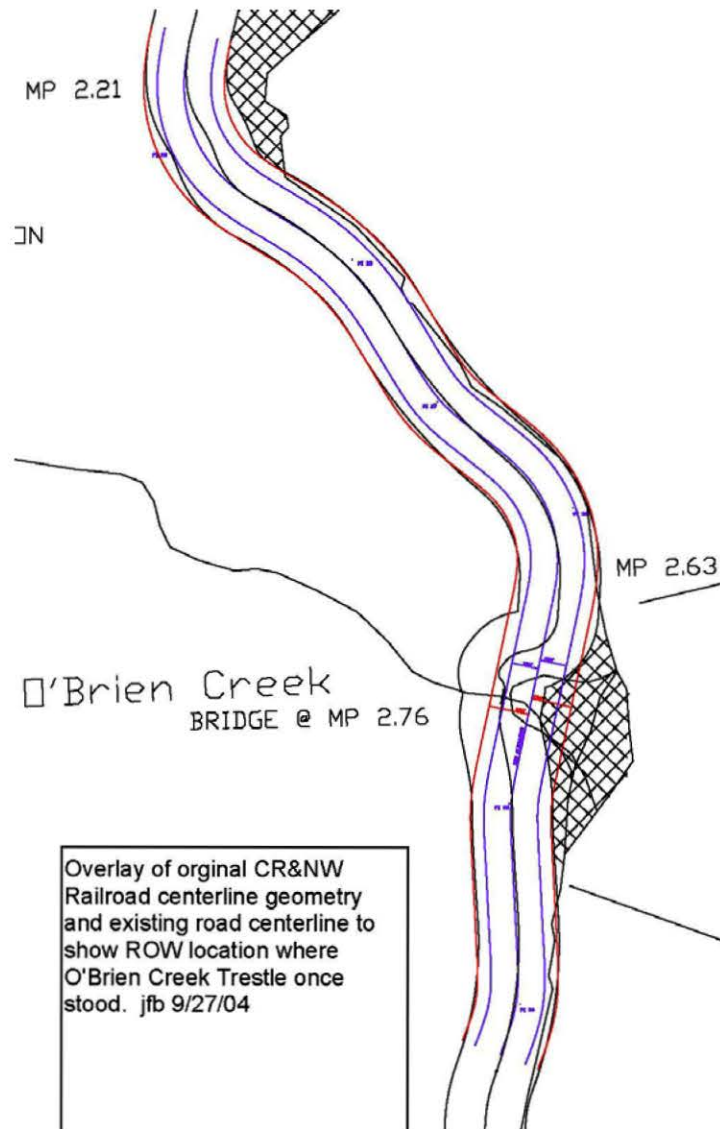 MP 2.21
ON
MP 2.63
O'Brien Creek
BRIDGE @ MP 2.76
Overlay of orginal CR&NW
Railroad centerline geometry
and existing road centerline to
show ROW location where
O'Brien Creek Trestle once
stood. jfb 9/27/04